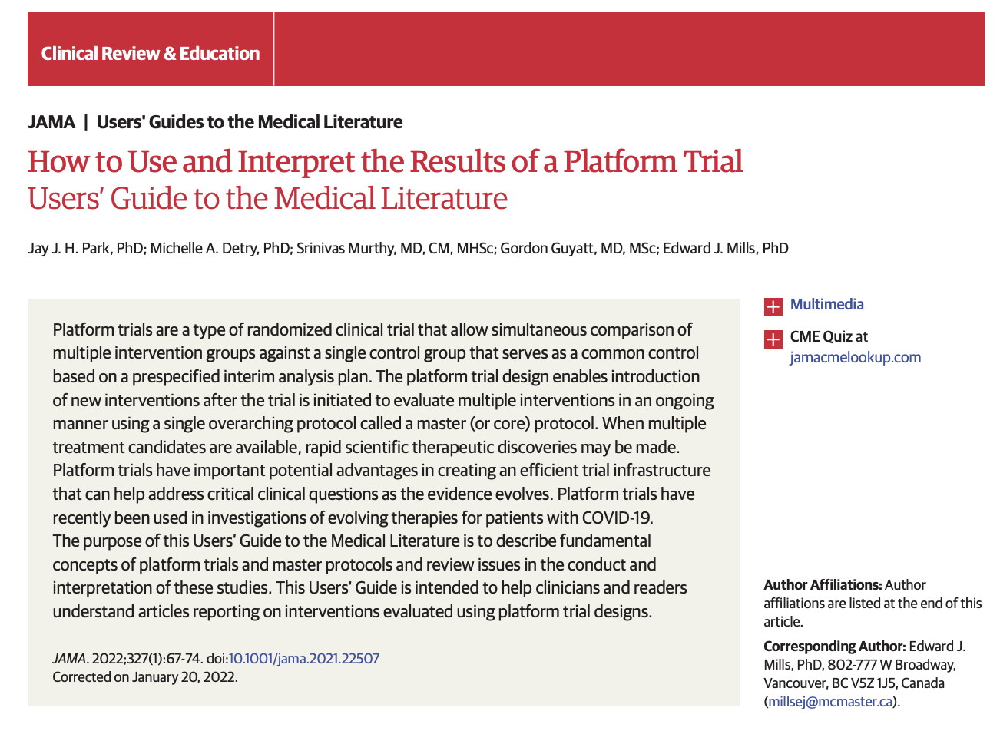 Clinical Review & Education
JAMA | Users' Guides to the Medical Literature
How to Use and Interpret the Results of a Platform Trial
Users’ Guide to the Medical Literature
Jay J. H. Park, PhD; Michelle A. Detry, PhD; Srinivas Murthy, MD, CM, MHSc; Gordon Guyatt, MD, MSc; Edward J. Mills, PhD
Platform trials are a type of randomized clinical trial that allow simultaneous comparison of
multiple intervention groups against a single control group that serves as a common control
based on a prespecified interim analysis plan. The platform trial design enables introduction
of new interventions after the trial is initiated to evaluate multiple interventions in an ongoing
manner using a single overarching protocol called a master (or core) protocol. When multiple
treatment candidates are available, rapid scientific therapeutic discoveries may be made.
Platform trials have important potential advantages in creating an efficient trial infrastructure
that can help address critical clinical questions as the evidence evolves. Platform trials have
recently been used in investigations of evolving therapies for patients with COVID-19.
The purpose of this Users’ Guide to the Medical Literature is to describe fundamental
concepts of platform trials and master protocols and review issues in the conduct and
interpretation of these studies. This Users’ Guide is intended to help clinicians and readers
understand articles reporting on interventions evaluated using platform trial designs.
JAMA. 2022;327(1):67-74. doi:10.1001/jama.2021.22507
Corrected on January 20, 2022.
Multimedia
CME Quiz at
jamacmelookup.com
Author Affiliations: Author
affiliations are listed at the end of this
article.
Corresponding Author: Edward J.
Mills, PhD, 802-777 W Broadway,
Vancouver, BC V5Z 1J5, Canada
(millsej@mcmaster.ca).